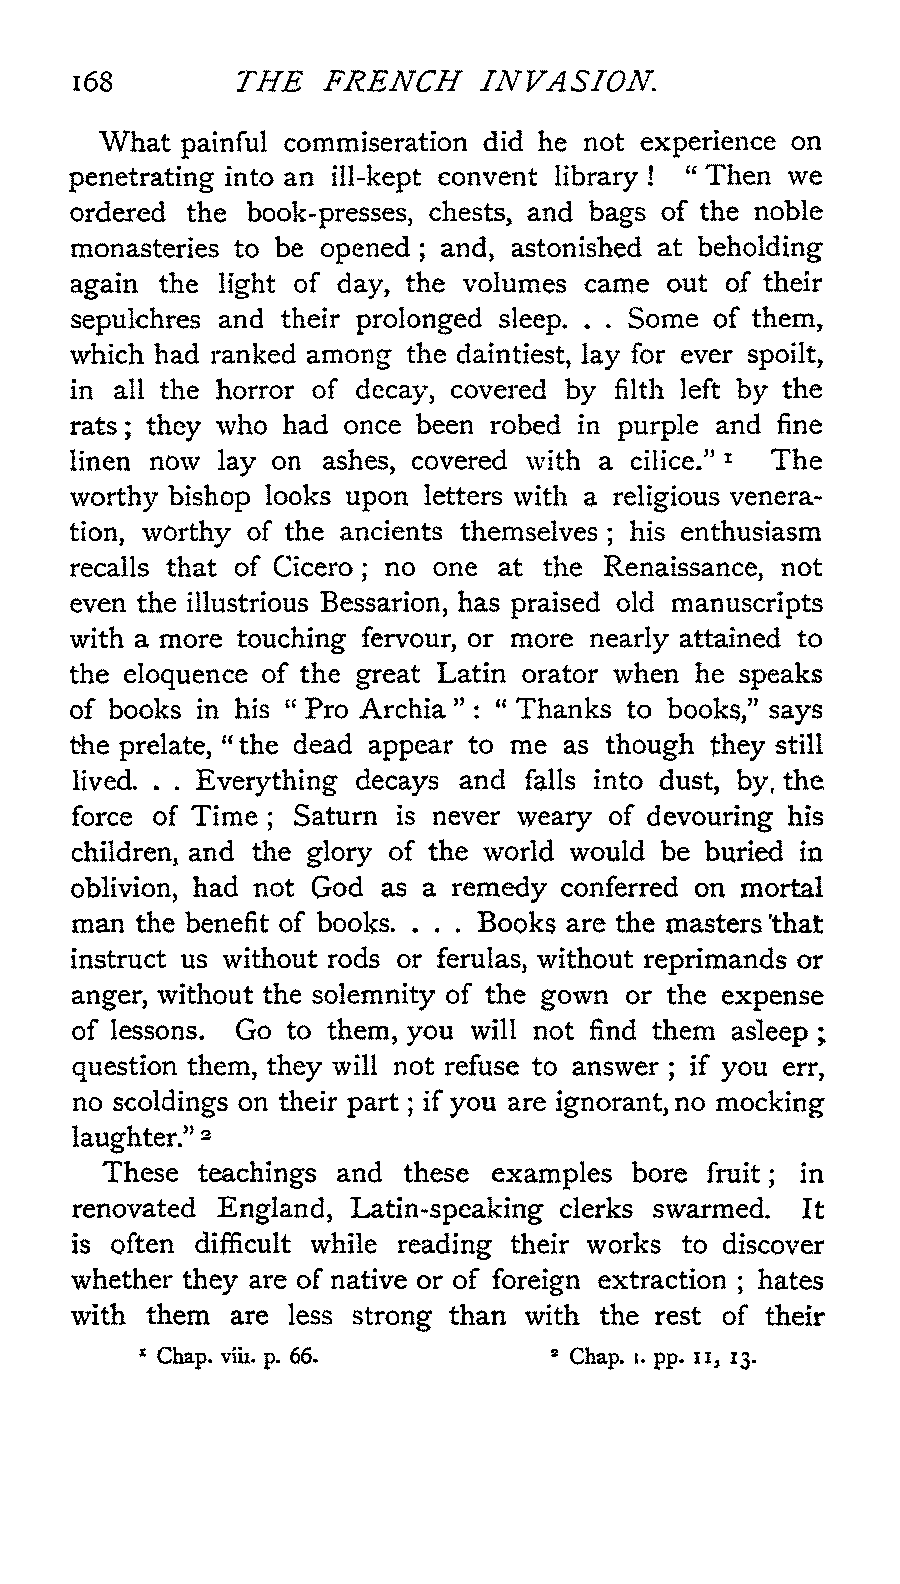 168 THE FRENCH INVASION.
What painful commiseration did he not experience on
penetrating into an ill-kept convent library ! “ Then we
ordered the book-presses, chests, and bags of the noble
monasteries to be opened ; and, astonished at beholding
again the light of day, the volumes came out of their
sepulchres and their prolonged sleep. . . Some of them,
which had ranked among the daintiest, lay for ever spoilt,
in all the horror of decay, covered by filth left by the
rats ; they who had once been robed in purple and fine
linen now lay on ashes, covered with a cilice.” 1 The
worthy bishop looks upon letters with a religious venera-
tion, worthy of the ancients themselves ; his enthusiasm
recalls that of Cicero ; no one at the Renaissance, not
even the illustrious Bessarion, has praised old manuscripts
with a more touching fervour, or more nearly attained to
the eloquence of the great Latin orator when he speaks
of books in his “ Pro Archia ” : “ Thanks to books,” says
the prelate, “ the dead appear to me as though they still
lived. . . Everything decays and falls into dust, by the
force of Time ; Saturn is never weary of devouring his
children, and the glory of the world would be buried in
oblivion, had not God as a remedy conferred on mortal
man the benefit of books. . . . Books are the masters that
instruct us without rods or ferulas, without reprimands or
anger, without the solemnity of the gown or the expense
of lessons. Go to them, you will not find them asleep ;
question them, they will not refuse to answer ; if you err,
no scoldings on their part ; if you are ignorant, no mocking
laughter.” 2
These teachings and these examples bore fruit ; in
renovated England, Latin-speaking clerks swarmed. It
is often difficult while reading their works to discover
whether they are of native or of foreign extraction ; hates
with them are less strong than with the rest of their
1 Chap. viii. p. 66. 2 Chap. i. pp. 11, 13.